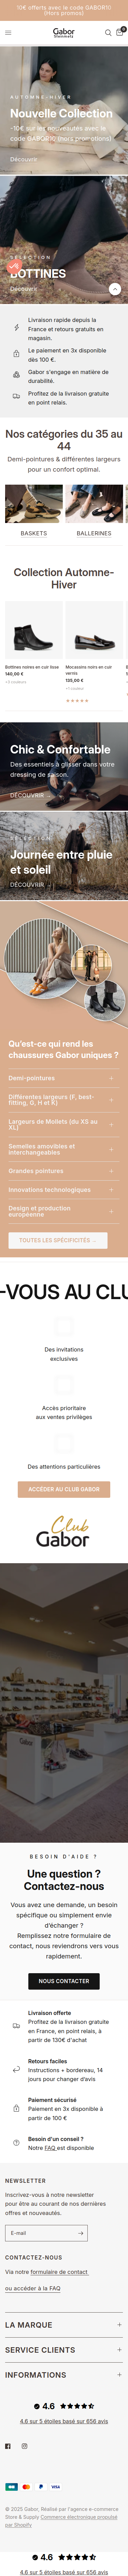 10€ offerts avec le code GABOR10
(Hors promos)
Gabor
Stammnetz
0
AUTOMNE-HIVER
Nouvelle Collection
-10€ sur les nouveautés avec le
code GABOR10 (hors promotions)
Découvrir
SÉLECTION
BOTTINES
Découvrir
Livraison rapide depuis la
France et retours gratuits en
magasin.
Le paiement en 3x disponible
dès 100 €.
Gabor s'engage en matière de
durabilité.
Profitez de la livraison gratuite
en point relais.
Nos catégories du 35 au
44
Demi-pointures & différentes largeurs
pour un confort optimal.
BASKETS
BALLERINES
Collection Automne-
Hiver
Bottines noires en cuir lisse
140,00 €
+3 couleurs
Mocassins noirs en cuir
vernis
135,00 €
+1 couleur
Chic & Confortable
Des essentiels à glisser dans votre
dressing de saison.
DÉCOUVRIR
SÉLECTION
Journée entre pluie
et soleil
DÉCOUVRIR
Qu'est-ce qui rend les
chaussures Gabor uniques ?
Demi-pointures
Différentes largeurs (F, best-
fitting, G, H et K)
Largeurs de Mollets (du XS au
XL)
Semelles amovibles et
interchangeables
Grandes pointures
Innovations technologiques
Design et production
européenne
TOUTES LES SPÉCIFICITÉS
-VOUS AU CLU
Des invitations
exclusives
Accès prioritaire
aux ventes privilèges
Des attentions particulières
ACCÉDER AU CLUB GABOR
Club
Gabor
BESOIN D'AIDE ?
Une question ?
Contactez-nous
Vous avez une demande, un besoin
spécifique ou simplement envie
d'échanger ?
Remplissez notre formulaire de
contact, nous reviendrons vers vous
rapidement.
NOUS CONTACTER
Livraison offerte
Profitez de la livraison gratuite
en France, en point relais, à
partir de 130€ d'achat
Retours faciles
Instructions + borderau, 14
jours pour changer d'avis
Paiement sécurisé
Paiement en 3x disponible à
partir de 100 €
Besoin d'un conseil ?
Notre FAQ est disponible
NEWSLETTER
Inscrivez-vous à notre newsletter
pour être au courant de nos dernières
offres et nouveautés.
E-mail
CONTACTEZ-NOUS
Via notre formulaire de contact
ou accéder à la FAQ
LA MARQUE
SERVICE CLIENTS
INFORMATIONS
4.6
4.6 sur 5 étoiles basé sur 656 avis
VISA
© 2025 Gabor, Réalisé par l'agence e-commerce
Store & Supply Commerce électronique propulsé
par Shopify
4.6
4.6 sur 5 étoiles basé sur 656 avis